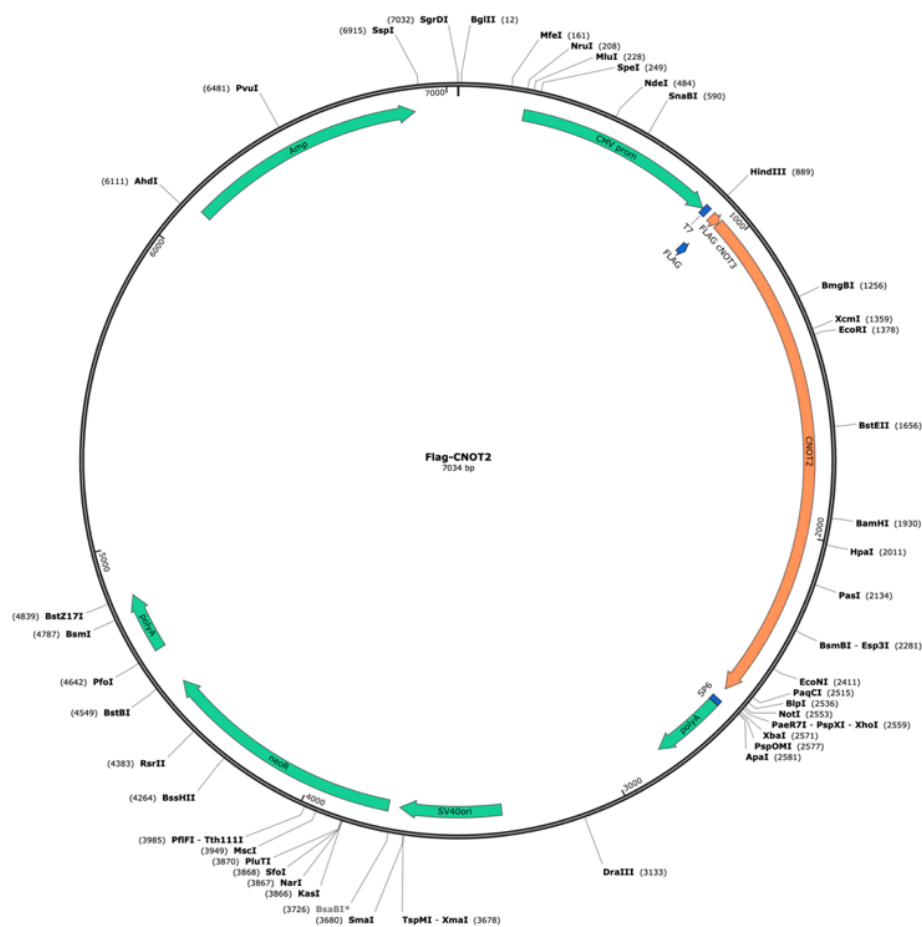 (7032) SgrDI
BglII (12)
(6915) SspI
MfeI (161)
NruI (208)
MluI (228)
SpeI (249)
NdeI (484)
SnaBI (590)
(6481) PvuI
7000
Amp
CMV prom
HindIII (889)
(6111) AhdI
1000
T7
FLAG cNOT3
FLAG
6000
BmgBI (1256)
XcmI (1359)
EcoRI (1378)
BstEII (1656)
CNOT2
Flag-CNOT2
7034 bp
BamHI (1930)
2000
HpaI (2011)
5000
PasI (2134)
(4839) BstZ17I
(4787) BsmI
polyA
BsmBI - Esp3I (2281)
(4642) PfoI
EcoNI (2411)
SP6
PaqCI (2515)
BlpI (2536)
(4549) BstBI
NotI (2553)
PaeR7I - PspXI - XhoI (2559)
polyA
XbaI (2571)
PspOMI (2577)
ApaI (2581)
(4383) RsrII
neoR
3000
(4264) BssHII
4000
SV40ori
(3985) PflFI - Tth111I
(3949) MscI
(3870) PluTI
(3868) SfoI
(3867) NarI
(3866) KasI
DraIII (3133)
(3726) BsaBI*
(3680) SmaI
TspMI - XmaI (3678)